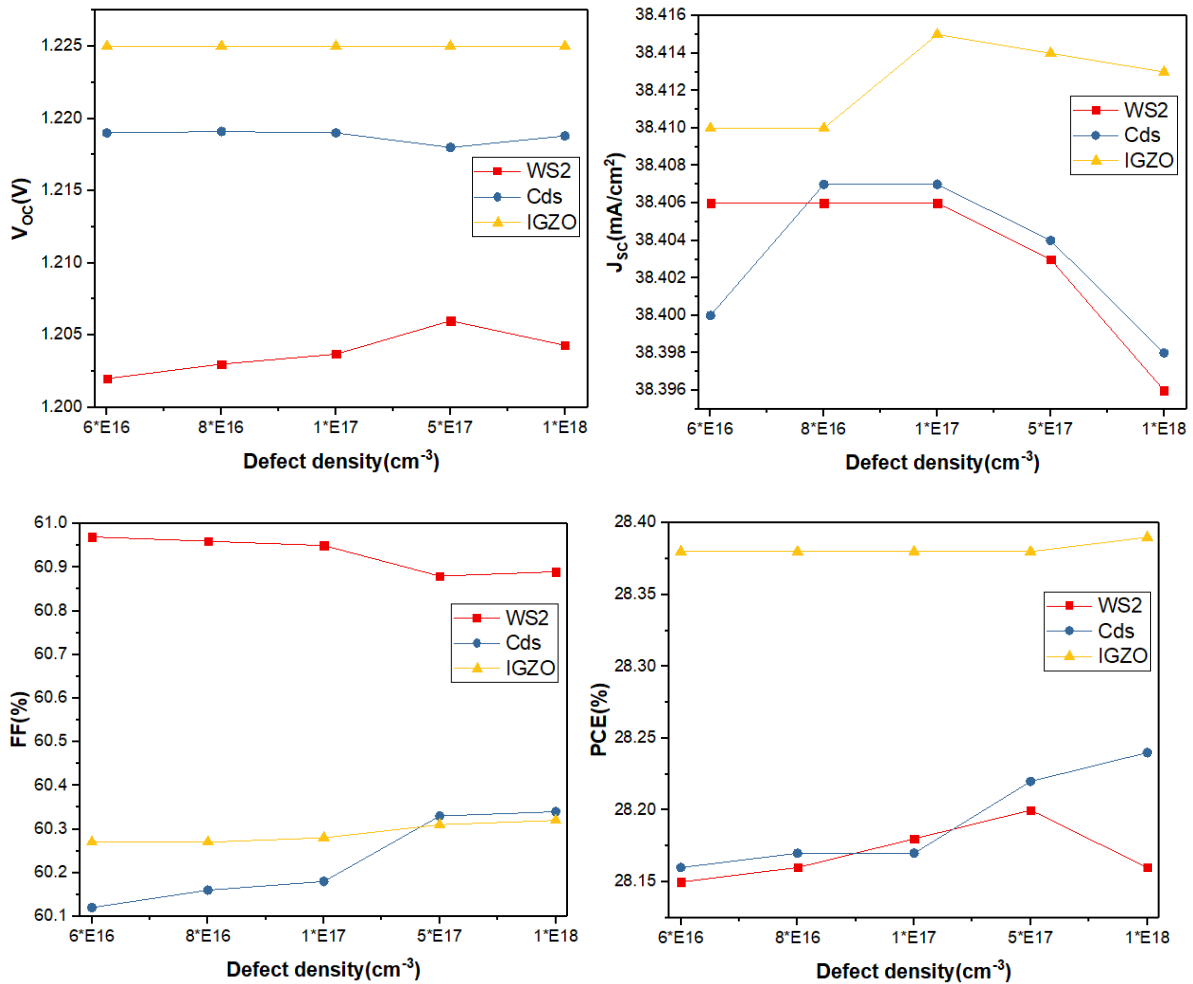 1.225
1.220
1.215
1.210
1.205
1.200
V_OC(V)
WS2
Cds
IGZO
6*E16 8*E16 1*E17 5*E17 1*E18
Defect density(cm⁻³)
38.416
38.414
38.412
38.410
38.408
38.406
38.404
38.402
38.400
38.398
38.396
J_SC(mA/cm²)
WS2
Cds
IGZO
6*E16 8*E16 1*E17 5*E17 1*E18
Defect density(cm⁻³)
61.0
60.9
60.8
60.7
60.6
60.5
60.4
60.3
60.2
60.1
FF(%)
WS2
Cds
IGZO
6*E16 8*E16 1*E17 5*E17 1*E18
Defect density(cm⁻³)
28.40
28.35
28.30
28.25
28.20
28.15
PCE(%)
WS2
Cds
IGZO
6*E16 8*E16 1*E17 5*E17 1*E18
Defect density(cm⁻³)